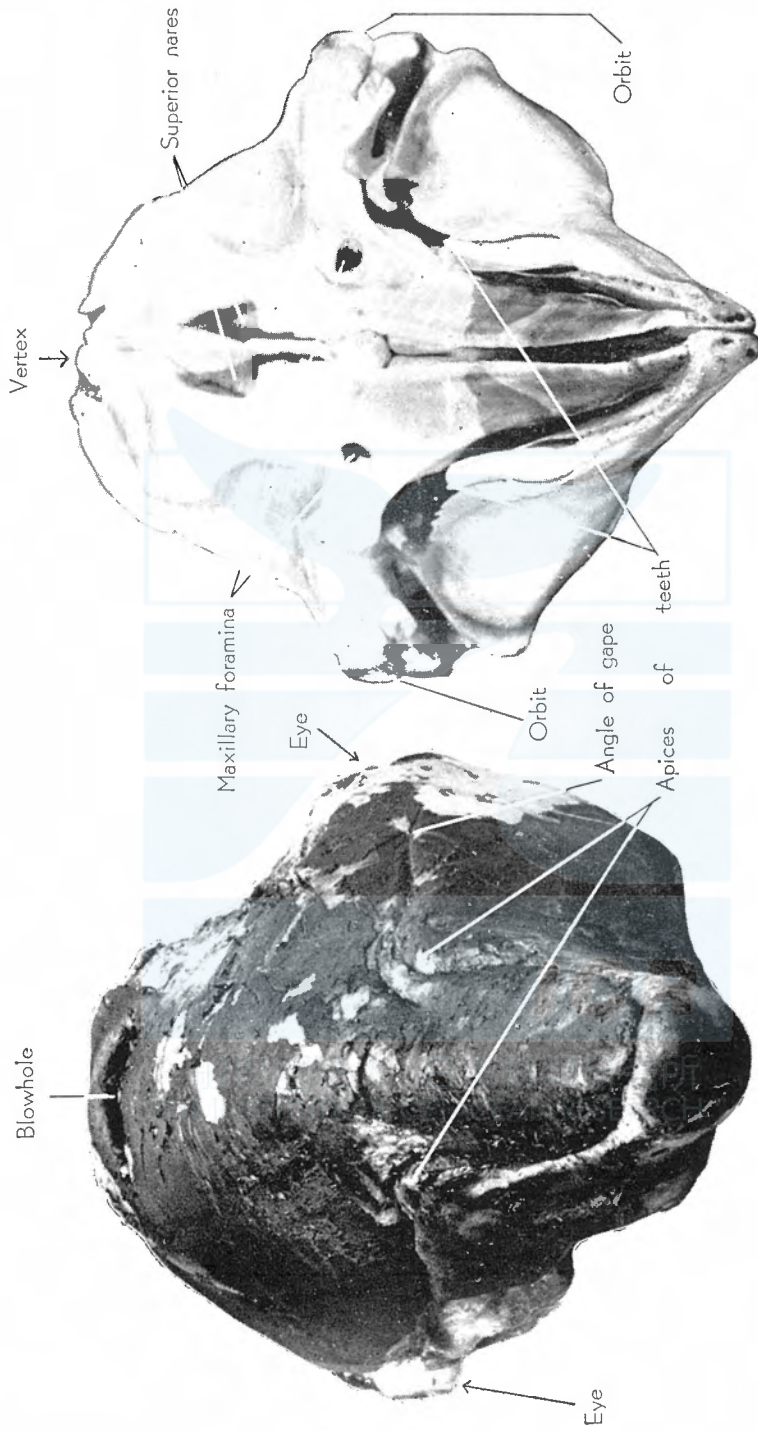 Vertex
Superior nares
Orbit
Maxillary foramina
Orbit
Blowhole
Eye
Eye
Angle of gape
Apices of teeth